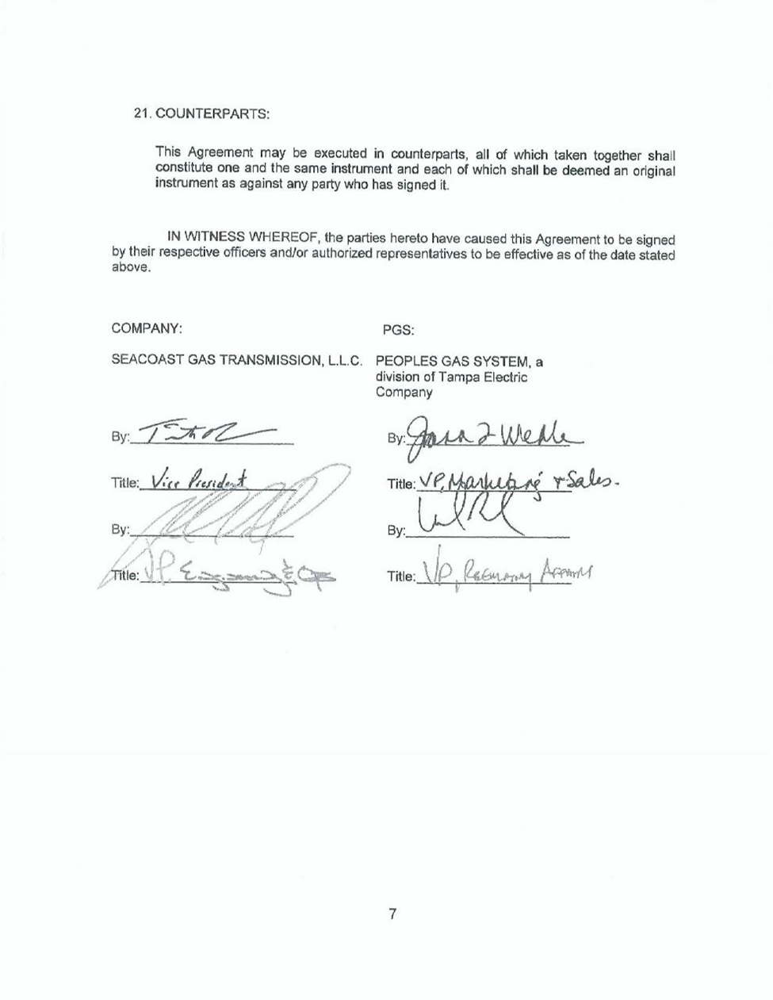 21. COUNTERPARTS:
This Agreement may be executed in counterparts, all of which taken together shall
constitute one and the same instrument and each of which shall be deemed an original
instrument as against any party who has signed it.
IN WITNESS WHEREOF, the parties hereto have caused this Agreement to be signed
by their respective officers and/or authorized representatives to be effective as of the date stated
above.
COMPANY:
PGS:
SEACOAST GAS TRANSMISSION, L.L.C.
PEOPLES GAS SYSTEM, a
division of Tampa Electric
Company
By:
By:
Title: Vice President
Title: VP, Marketing + Sales.
By:
By:
Title: V.P. Engineering & Ops
Title: VP, Regulatory Affairs
7